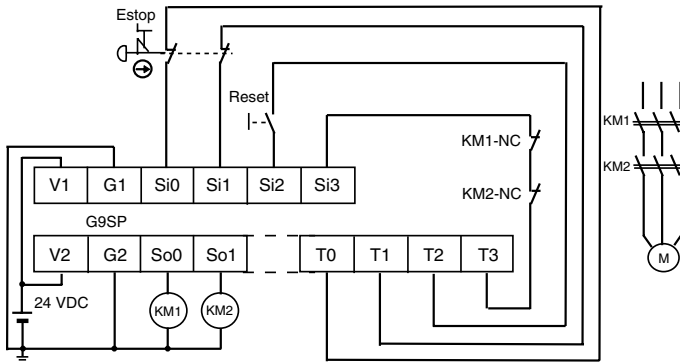 Estop
Reset
KM1-NC
KM2-NC
KM1
KM2
V1 G1 Si0 Si1 Si2 Si3
G9SP
V2 G2 So0 So1 T0 T1 T2 T3
24 VDC
KM1 KM2
M